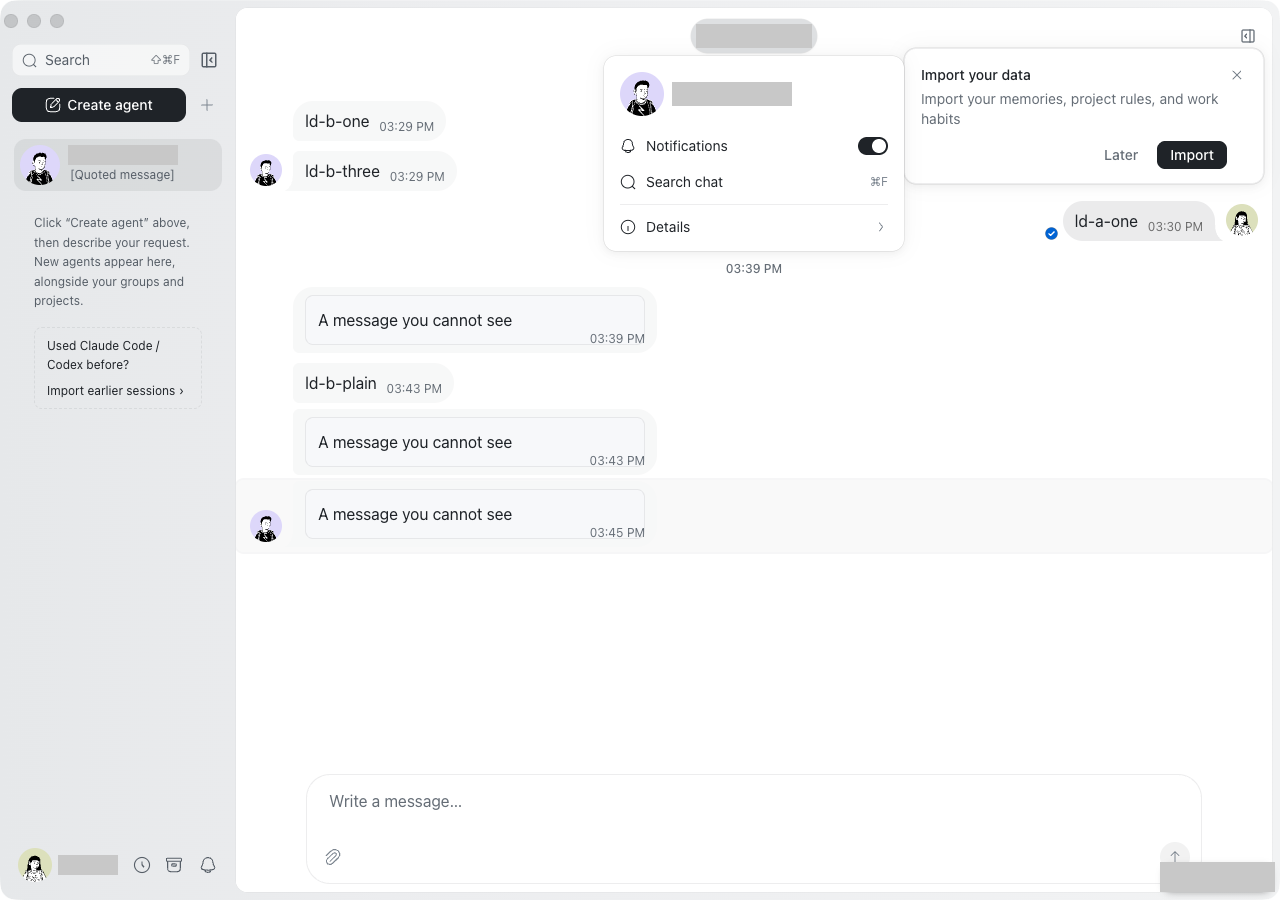 Search ⇧⌘F
Create agent
[Quoted message]
Click “Create agent” above,
then describe your request.
New agents appear here,
alongside your groups and
projects.
Used Claude Code /
Codex before?
Import earlier sessions ›
ld-b-one 03:29 PM
ld-b-three 03:29 PM
Notifications
Search chat ⌘F
Details
Import your data
Import your memories, project rules, and work
habits
Later Import
ld-a-one 03:30 PM
03:39 PM
A message you cannot see
03:39 PM
ld-b-plain 03:43 PM
A message you cannot see
03:43 PM
A message you cannot see
03:45 PM
Write a message...